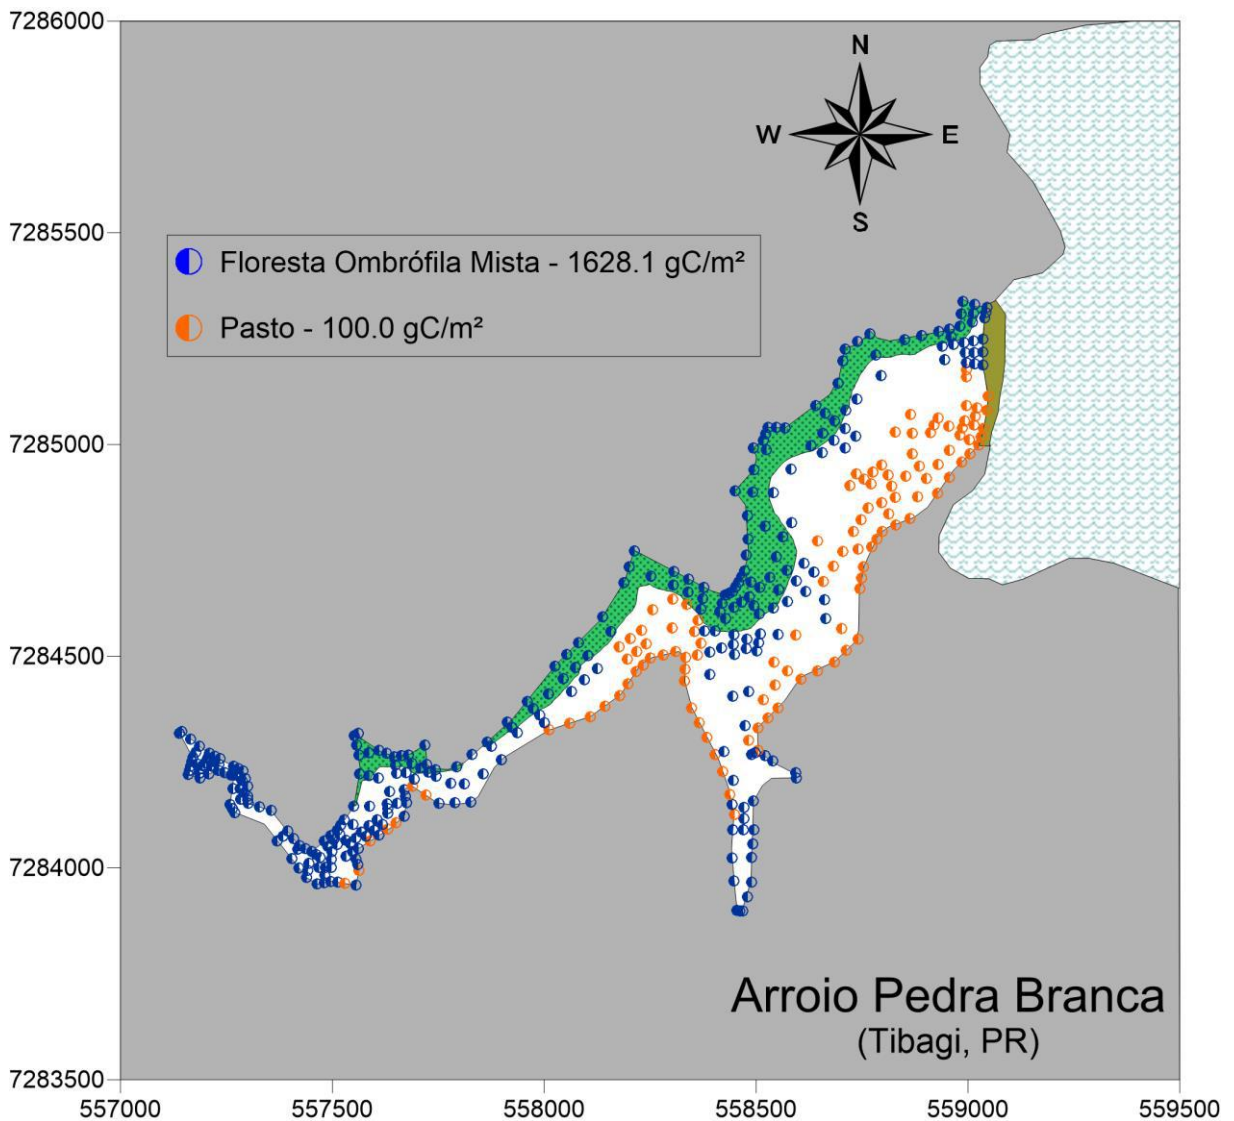 7286000
N
W
E
S
7285500
Floresta Ombrófila Mista - 1628.1 gC/m²
Pasto - 100.0 gC/m²
7285000
7284500
7284000
Arroio Pedra Branca
(Tibagi, PR)
7283500
557000 557500 558000 558500 559000 559500